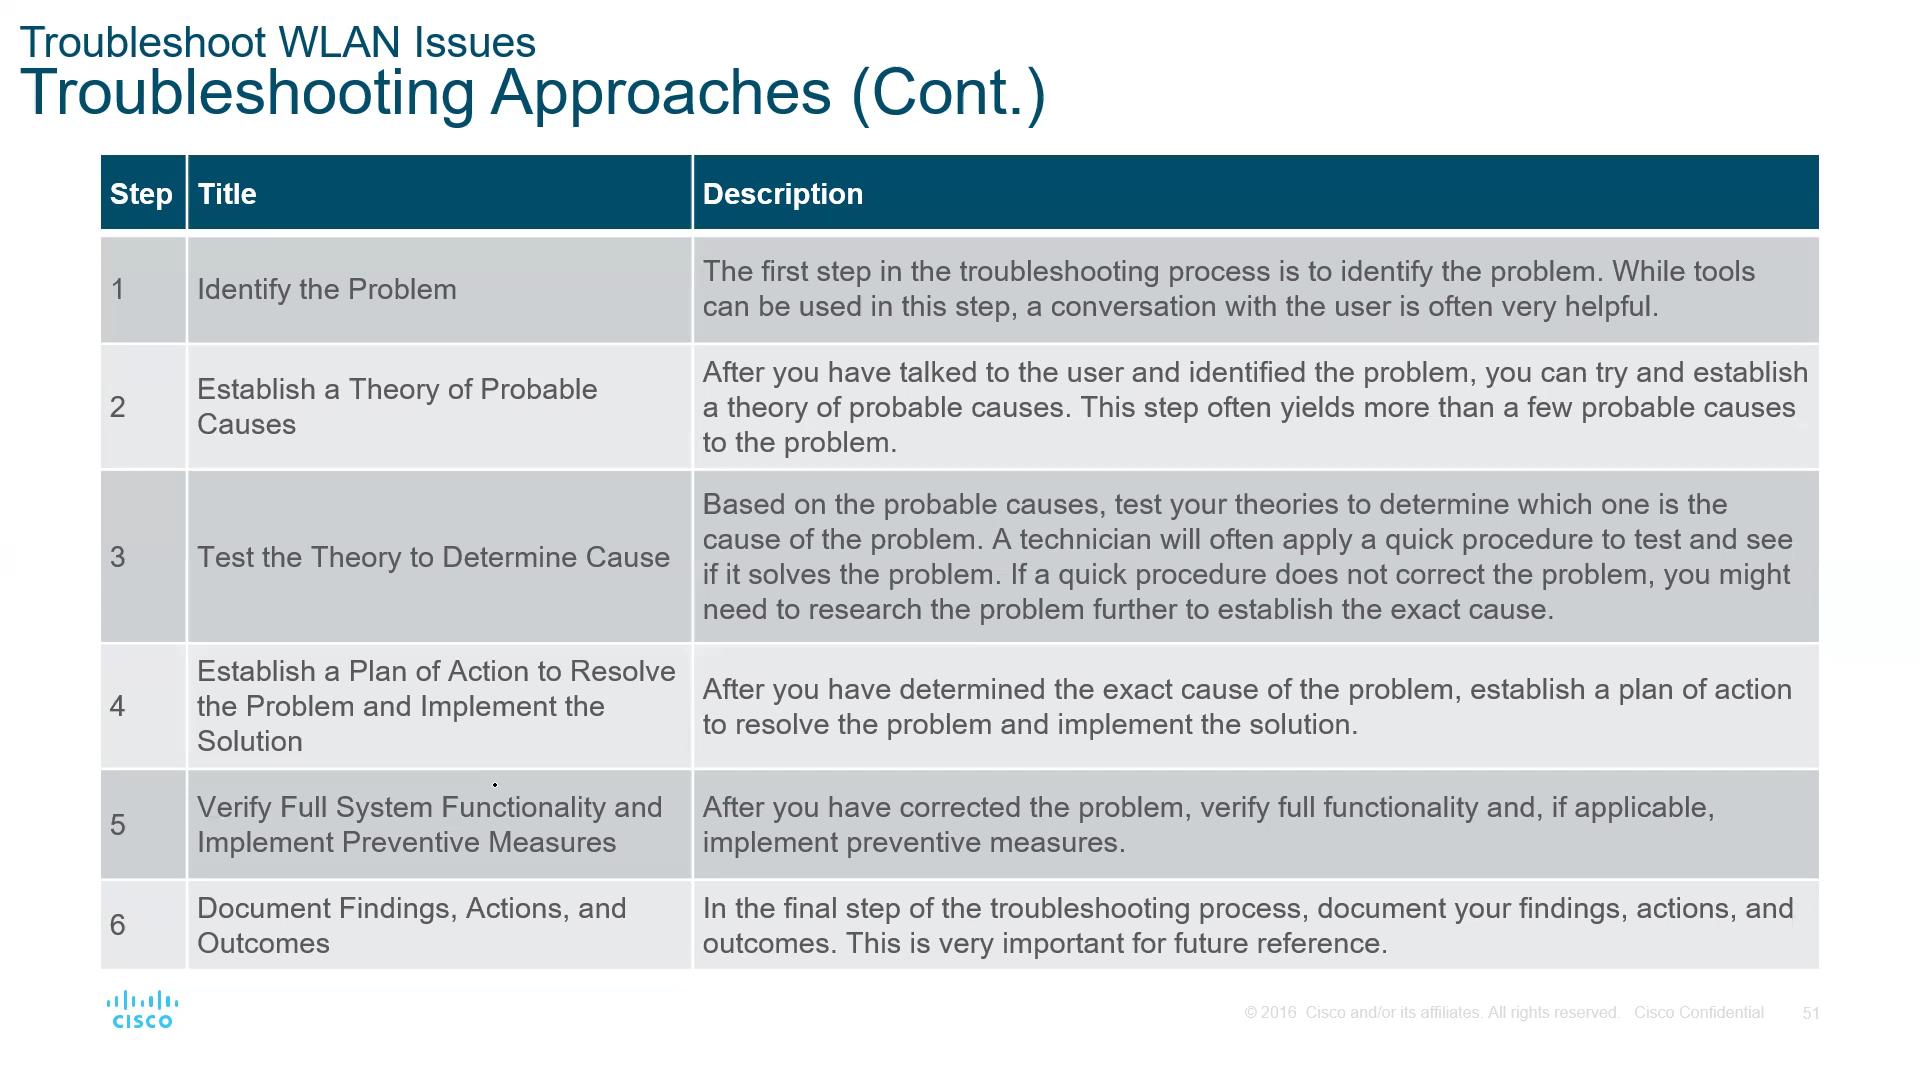 Troubleshoot WLAN Issues
Troubleshooting Approaches (Cont.)
Step Title Description
1 Identify the Problem
The first step in the troubleshooting process is to identify the problem. While tools
can be used in this step, a conversation with the user is often very helpful.
2
Establish a Theory of Probable
Causes
After you have talked to the user and identified the problem, you can try and establish
a theory of probable causes. This step often yields more than a few probable causes
to the problem.
3 Test the Theory to Determine Cause
Based on the probable causes, test your theories to determine which one is the
cause of the problem. A technician will often apply a quick procedure to test and see
if it solves the problem. If a quick procedure does not correct the problem, you might
need to research the problem further to establish the exact cause.
4
Establish a Plan of Action to Resolve
the Problem and Implement the
Solution
After you have determined the exact cause of the problem, establish a plan of action
to resolve the problem and implement the solution.
5
Verify Full System Functionality and
Implement Preventive Measures
After you have corrected the problem, verify full functionality and, if applicable,
implement preventive measures.
6
Document Findings, Actions, and
Outcomes
In the final step of the troubleshooting process, document your findings, actions, and
outcomes. This is very important for future reference.
CISCO
© 2016 Cisco and/or its affiliates. All rights reserved. Cisco Confidential 51